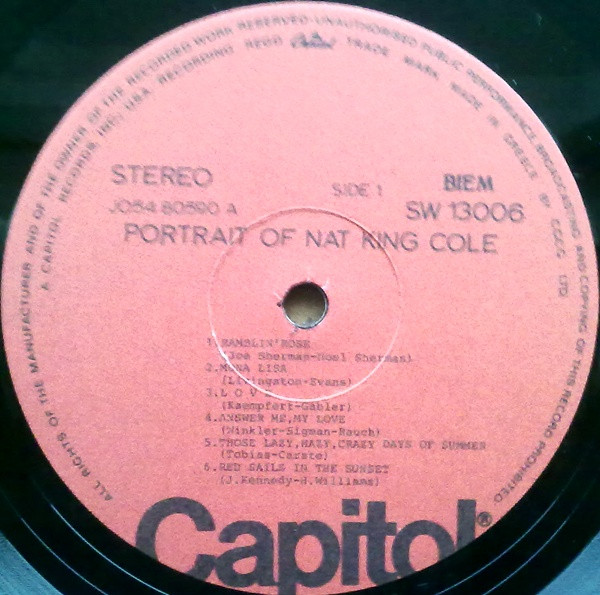 ALL RIGHTS OF THE MANUFACTURER AND OF THE OWNER OF THE RECORDED WORK RESERVED-UNAUTHORISED PUBLIC PERFORMANCE, BROADCASTING AND COPYING OF THIS RECORD PROHIBITED.
A CAPITOL RECORDS, INC., USA. RECORDING REGD Capitol TRADE MARK MADE IN GREECE BY EGCG LTD
STEREO
SIDE 1
BIEM
J054 80590 A
SW 13006
PORTRAIT OF NAT KING COLE
1.RAMBLIN' ROSE
(Joe Sherman-Noel Sherman)
2.MONA LISA
(Livingston-Evans)
3.L O V
(Kaempfert-Gabler)
4.ANSWER ME,MY LOVE
(Winkler-Sigman-Rauch)
5.THOSE LAZY,HAZY,CRAZY DAYS OF SUMMER
(Tobias-Carste)
6.RED SAILS IN THE SUNSET
(J.Kennedy-H.Williams)
Capitol®